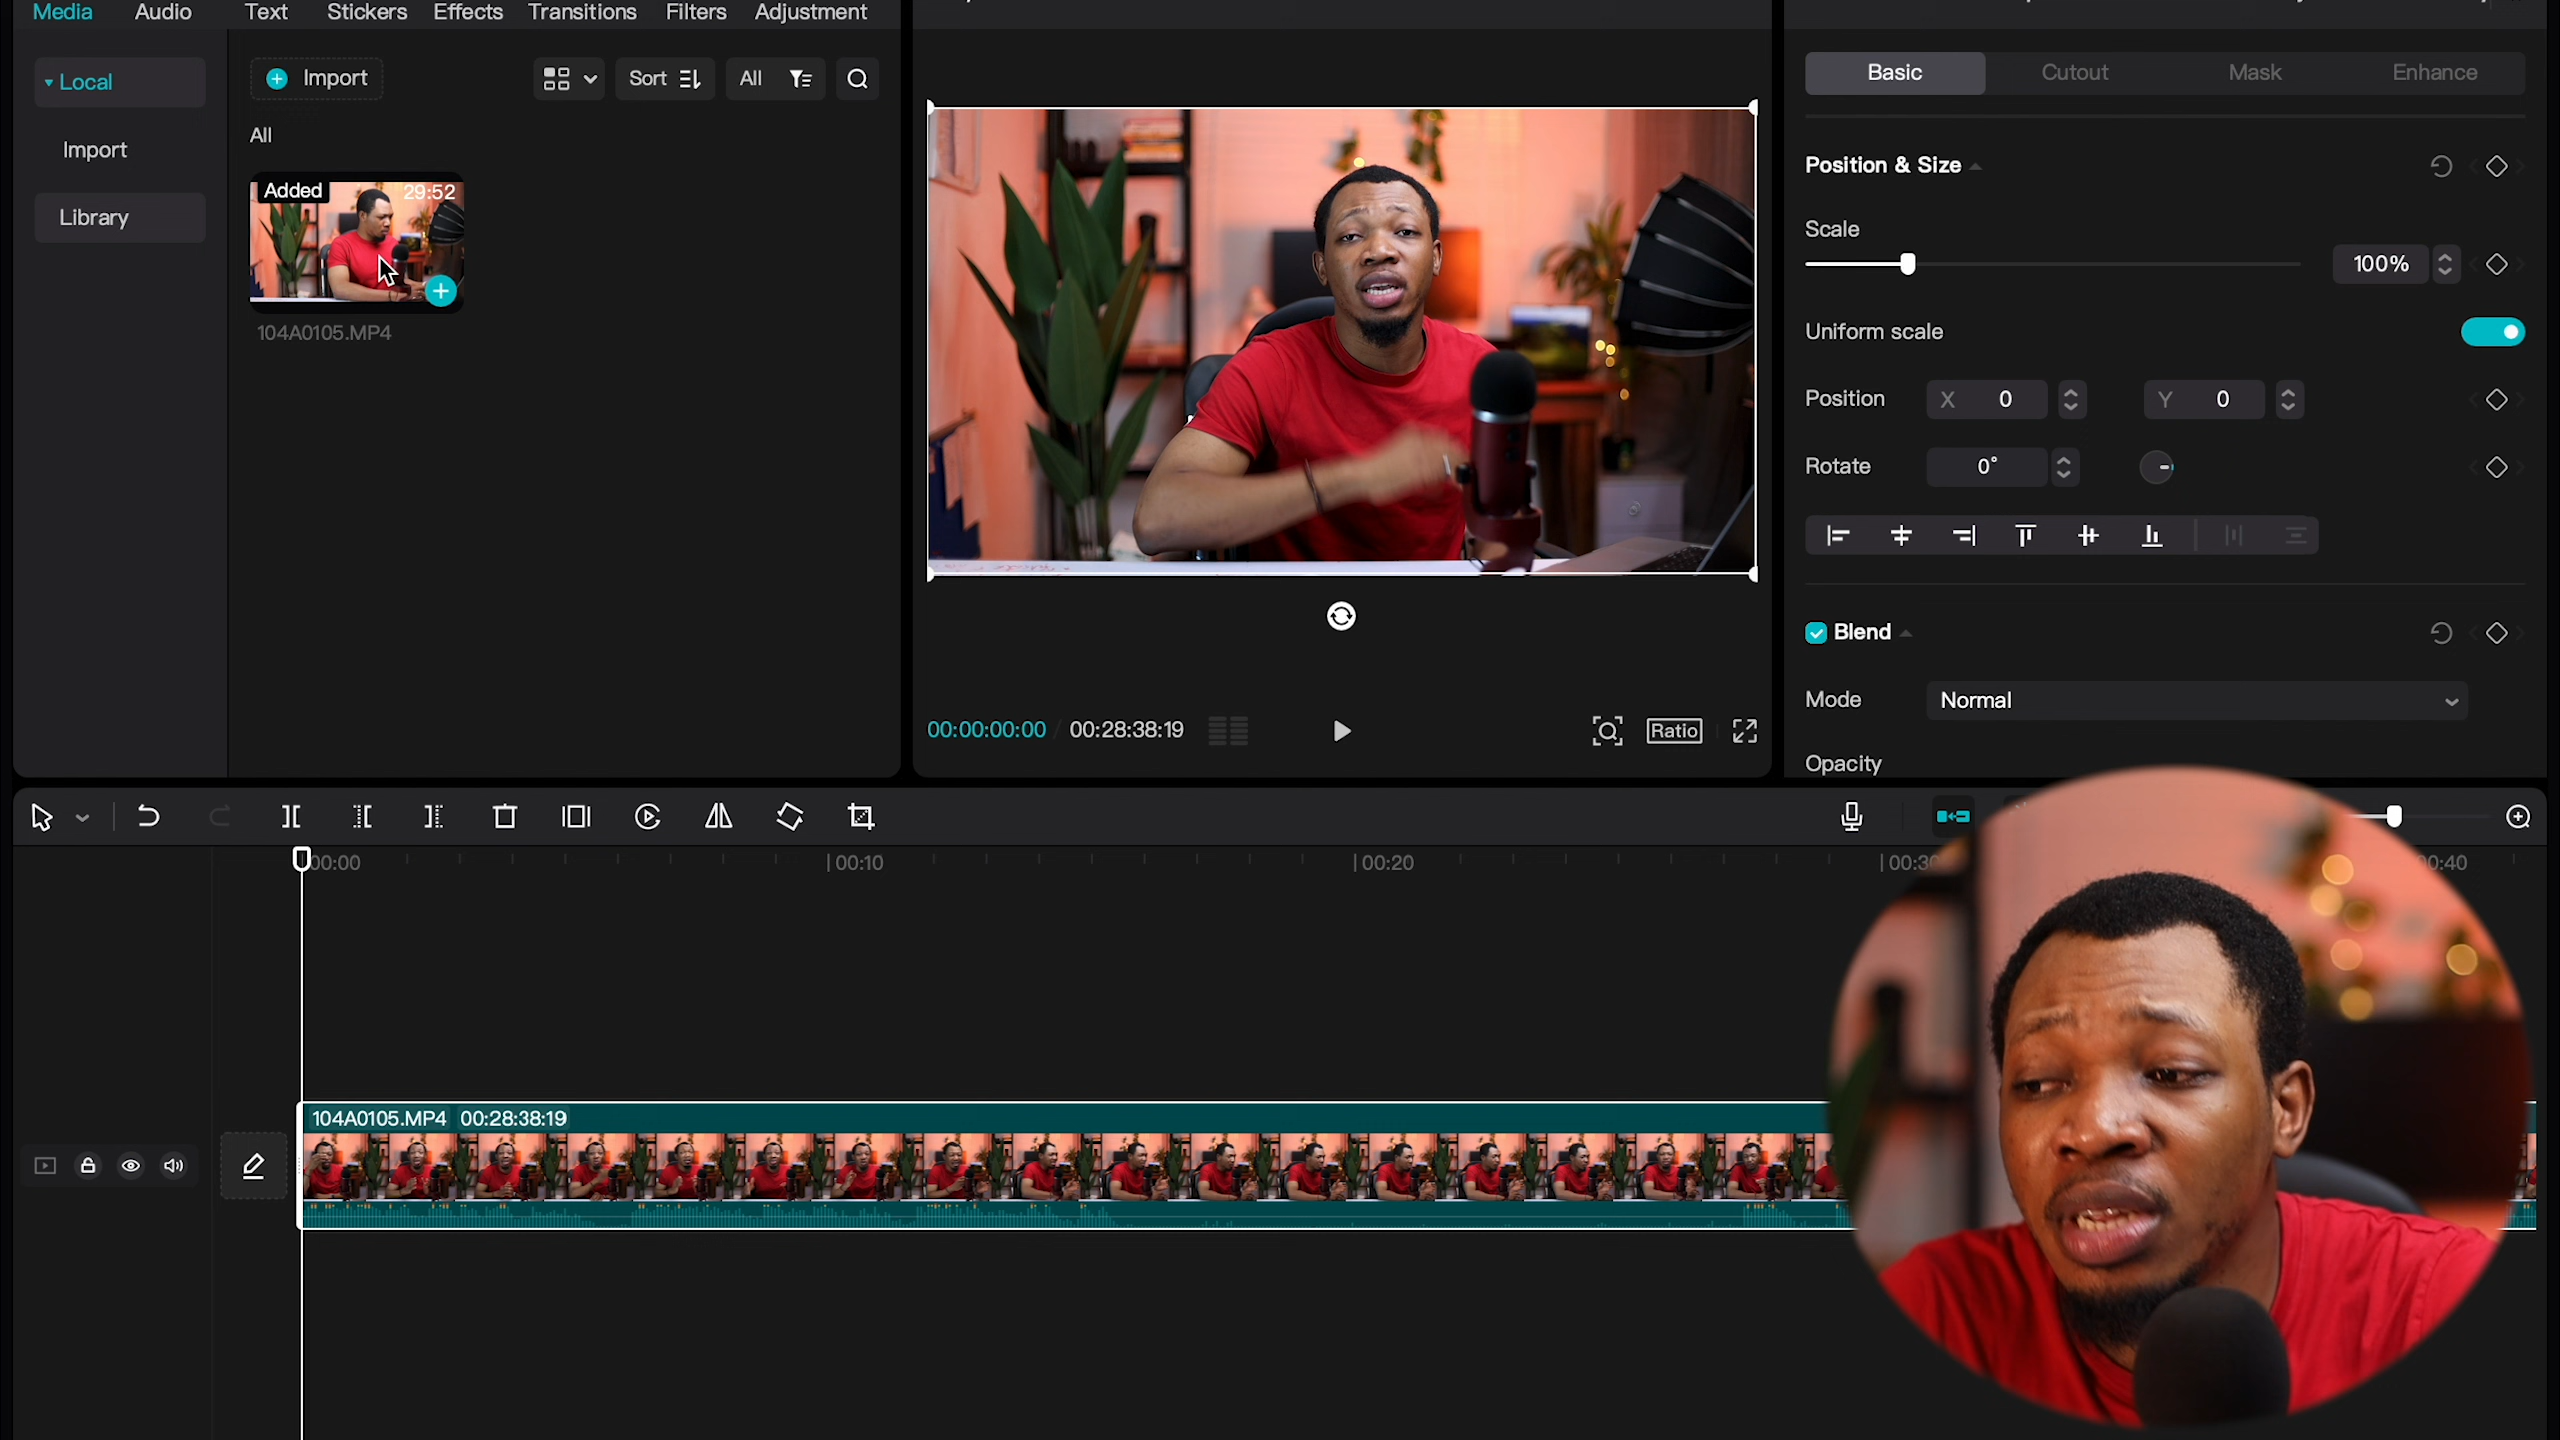 Media Audio Text Stickers Effects Transitions Filters Adjustment
Local
Import
Library
Import
Sort
All
All
Added
29:52
104A0105.MP4
00:00:00:00 / 00:28:38:19
Ratio
Basic Cutout Mask Enhance
Position & Size
Scale
100%
Uniform scale
Position X 0 Y 0
Rotate 0°
Blend
Mode Normal
Opacity
00:00 00:10 00:20 00:30 0:40
104A0105.MP4 00:28:38:19